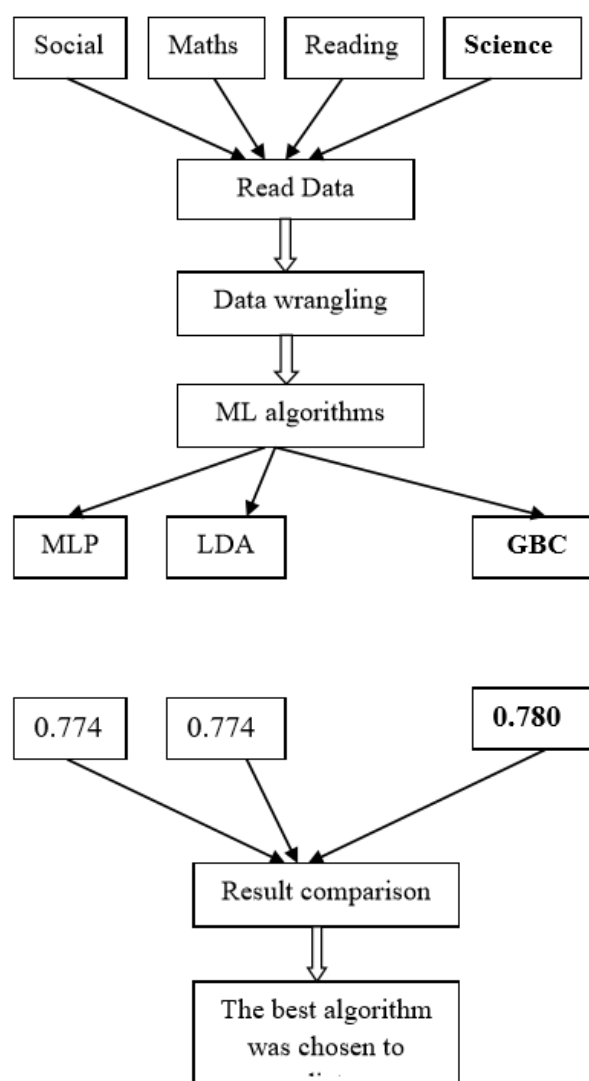 Social
Maths
Reading
Science
Read Data
Data wrangling
ML algorithms
MLP
LDA
GBC
0.774
0.774
0.780
Result comparison
The best algorithm
was chosen to